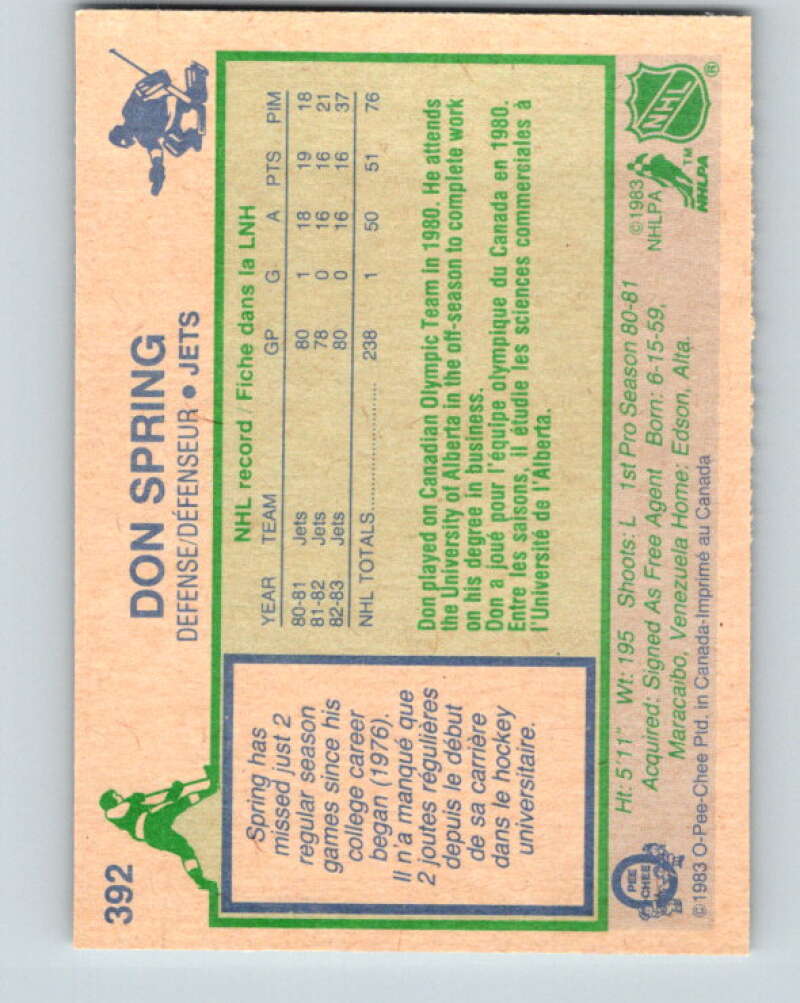 392
DON SPRING
DEFENSE/DÉFENSEUR • JETS
Spring has
missed just 2
regular season
games since his
college career
began (1976).
Il n'a manqué que
2 joutes régulières
depuis le début
de sa carrière
dans le hockey
universitaire.
NHL record / Fiche dans la LNH
YEAR TEAM GP G A PTS PIM
80-81 Jets 80 1 18 19 18
81-82 Jets 78 0 16 16 21
82-83 Jets 80 0 16 16 37
NHL TOTALS.................... 238 1 50 51 76
Don played on Canadian Olympic Team in 1980. He attends
the University of Alberta in the off-season to complete work
on his degree in business.
Don a joué pour l'équipe olympique du Canada en 1980.
Entre les saisons, il étudie les sciences commerciales à
l'Université de l'Alberta.
Ht: 5'11" Wt: 195 Shoots: L 1st Pro Season 80-81
Acquired: Signed As Free Agent Born: 6-15-59,
Maracaibo, Venezuela Home: Edson, Alta.
©1983 O-Pee-Chee Ptd. in Canada-Imprimé au Canada
O
PEE
CHEE
©1983
NHLPA
NHLPA™
NHL®